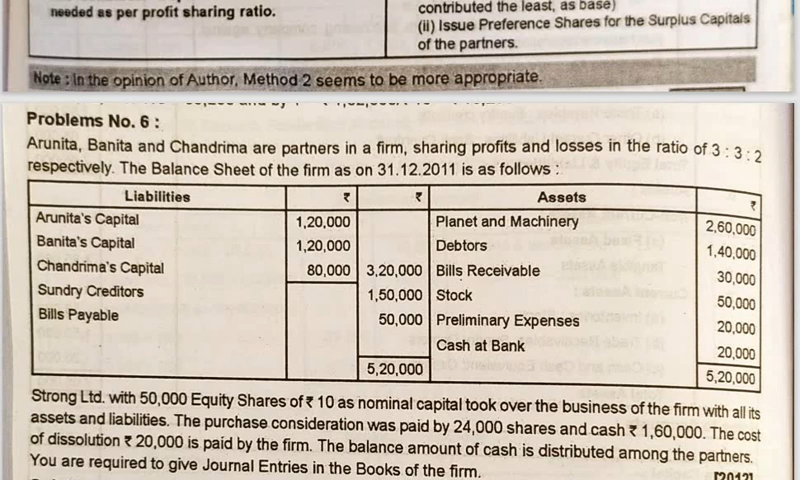 needed as per profit sharing ratio.
contributed the least, as base)
(ii) Issue Preference Shares for the Surplus Capitals
of the partners.
Note : In the opinion of Author, Method 2 seems to be more appropriate.
Problems No. 6 :
Arunita, Banita and Chandrima are partners in a firm, sharing profits and losses in the ratio of 3 : 3 : 2
respectively. The Balance Sheet of the firm as on 31.12.2011 is as follows :
Liabilities ₹ ₹ Assets ₹
Arunita's Capital 1,20,000 Planet and Machinery 2,60,000
Banita's Capital 1,20,000 Debtors 1,40,000
Chandrima's Capital 80,000 3,20,000 Bills Receivable 30,000
Sundry Creditors 1,50,000 Stock 50,000
Bills Payable 50,000 Preliminary Expenses 20,000
Cash at Bank 20,000
5,20,000 5,20,000
Strong Ltd. with 50,000 Equity Shares of ₹ 10 as nominal capital took over the business of the firm with all its
assets and liabilities. The purchase consideration was paid by 24,000 shares and cash ₹ 1,60,000. The cost
of dissolution ₹ 20,000 is paid by the firm. The balance amount of cash is distributed among the partners.
You are required to give Journal Entries in the Books of the firm.
[2012]